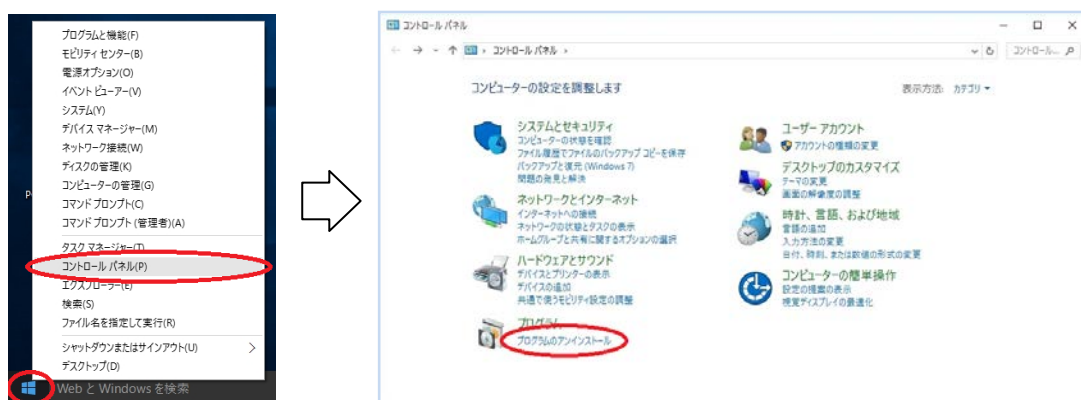 プログラムと機能(F)
モビリティ センター(B)
電源オプション(O)
イベント ビューアー(V)
システム(Y)
デバイス マネージャー(M)
ネットワーク接続(W)
ディスクの管理(K)
コンピューターの管理(G)
コマンド プロンプト(C)
コマンド プロンプト (管理者)(A)
タスク マネージャー(T)
コントロール パネル(P)
エクスプローラー(E)
検索(S)
ファイル名を指定して実行(R)
シャットダウンまたはサインアウト(U)
デスクトップ(D)
Web と Windows を検索
コントロール パネル
コントロール パネル
コントロール...
コンピューターの設定を調整します
表示方法: カテゴリ
システムとセキュリティ
コンピューターの状態を確認
ファイル履歴でファイルのバックアップ コピーを保存
バックアップと復元 (Windows 7)
問題の発見と解決
ネットワークとインターネット
インターネットへの接続
ネットワークの状態とタスクの表示
ホームグループと共有に関するオプションの選択
ハードウェアとサウンド
デバイスとプリンターの表示
デバイスの追加
共通で使うモビリティ設定の調整
プログラム
プログラムのアンインストール
ユーザー アカウント
アカウントの種類の変更
デスクトップのカスタマイズ
テーマの変更
画面の解像度の調整
時計、言語、および地域
言語の追加
入力方法の変更
日付、時刻、または数値の形式の変更
コンピューターの簡単操作
設定の提案の表示
視覚ディスプレイの最適化